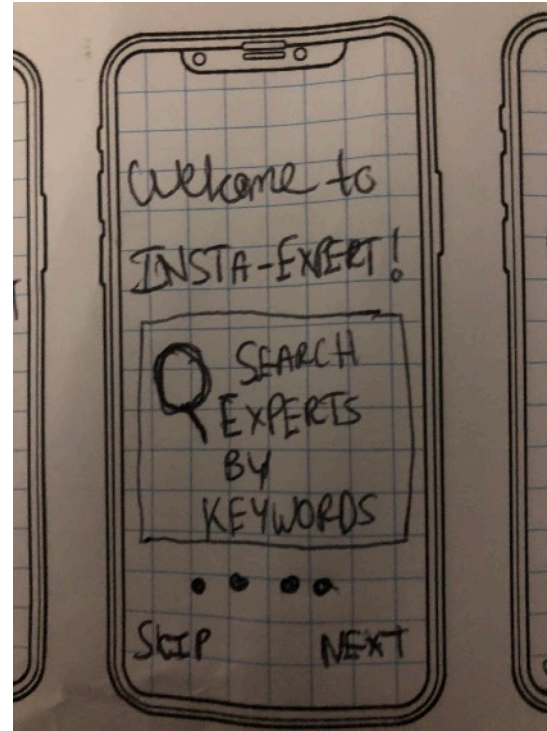 Welcome to
INSTA-EXPERT!
SEARCH
EXPERTS
BY
KEYWORDS
SKIP NEXT